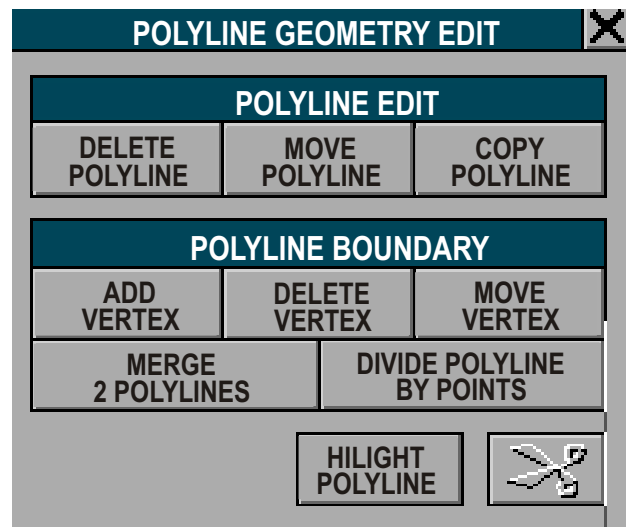 POLYLINE GEOMETRY EDIT
POLYLINE EDIT
DELETE
POLYLINE
MOVE
POLYLINE
COPY
POLYLINE
POLYLINE BOUNDARY
ADD
VERTEX
DELETE
VERTEX
MOVE
VERTEX
MERGE
2 POLYLINES
DIVIDE POLYLINE
BY POINTS
HILIGHT
POLYLINE